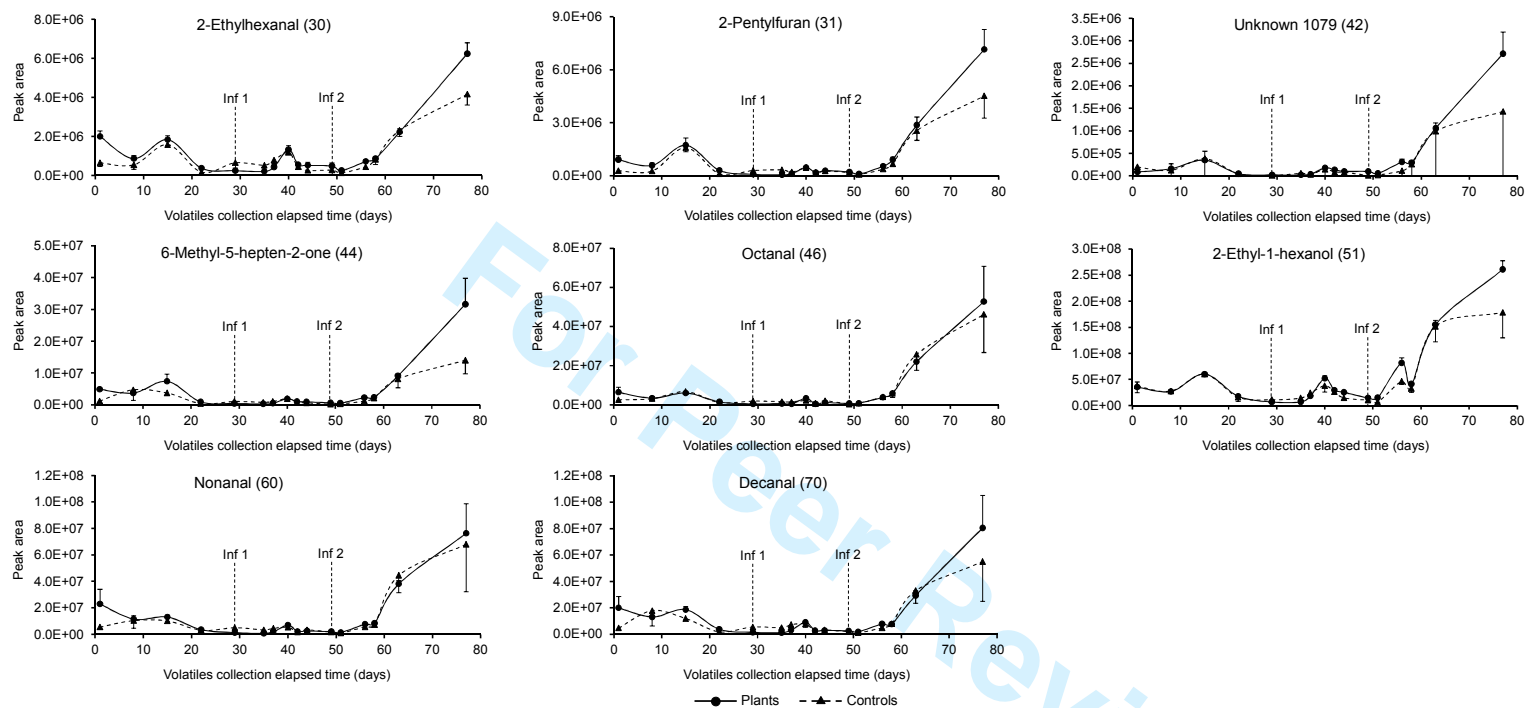 2-Ethylhexanal (30)
Peak area
8.0E+06
6.0E+06
4.0E+06
2.0E+06
0.0E+00
Inf 1
Inf 2
0 10 20 30 40 50 60 70 80
Volatiles collection elapsed time (days)
2-Pentylfuran (31)
Peak area
9.0E+06
6.0E+06
3.0E+06
0.0E+00
Inf 1
Inf 2
0 10 20 30 40 50 60 70 80
Volatiles collection elapsed time (days)
Unknown 1079 (42)
Peak area
3.5E+06
3.0E+06
2.5E+06
2.0E+06
1.5E+06
1.0E+06
5.0E+05
0.0E+00
Inf 1
Inf 2
0 10 20 30 40 50 60 70 80
Volatiles collection elapsed time (days)
6-Methyl-5-hepten-2-one (44)
Peak area
5.0E+07
4.0E+07
3.0E+07
2.0E+07
1.0E+07
0.0E+00
Inf 1
Inf 2
0 10 20 30 40 50 60 70 80
Volatiles collection elapsed time (days)
Octanal (46)
Peak area
8.0E+07
6.0E+07
4.0E+07
2.0E+07
0.0E+00
Inf 1
Inf 2
0 10 20 30 40 50 60 70 80
Volatiles collection elapsed time (days)
2-Ethyl-1-hexanol (51)
Peak area
3.0E+08
2.5E+08
2.0E+08
1.5E+08
1.0E+08
5.0E+07
0.0E+00
Inf 1
Inf 2
0 10 20 30 40 50 60 70 80
Volatiles collection elapsed time (days)
Nonanal (60)
Peak area
1.2E+08
1.0E+08
8.0E+07
6.0E+07
4.0E+07
2.0E+07
0.0E+00
Inf 1
Inf 2
0 10 20 30 40 50 60 70 80
Volatiles collection elapsed time (days)
Decanal (70)
Peak area
1.2E+08
1.0E+08
8.0E+07
6.0E+07
4.0E+07
2.0E+07
0.0E+00
Inf 1
Inf 2
0 10 20 30 40 50 60 70 80
Volatiles collection elapsed time (days)
Plants Controls
For Peer Revi